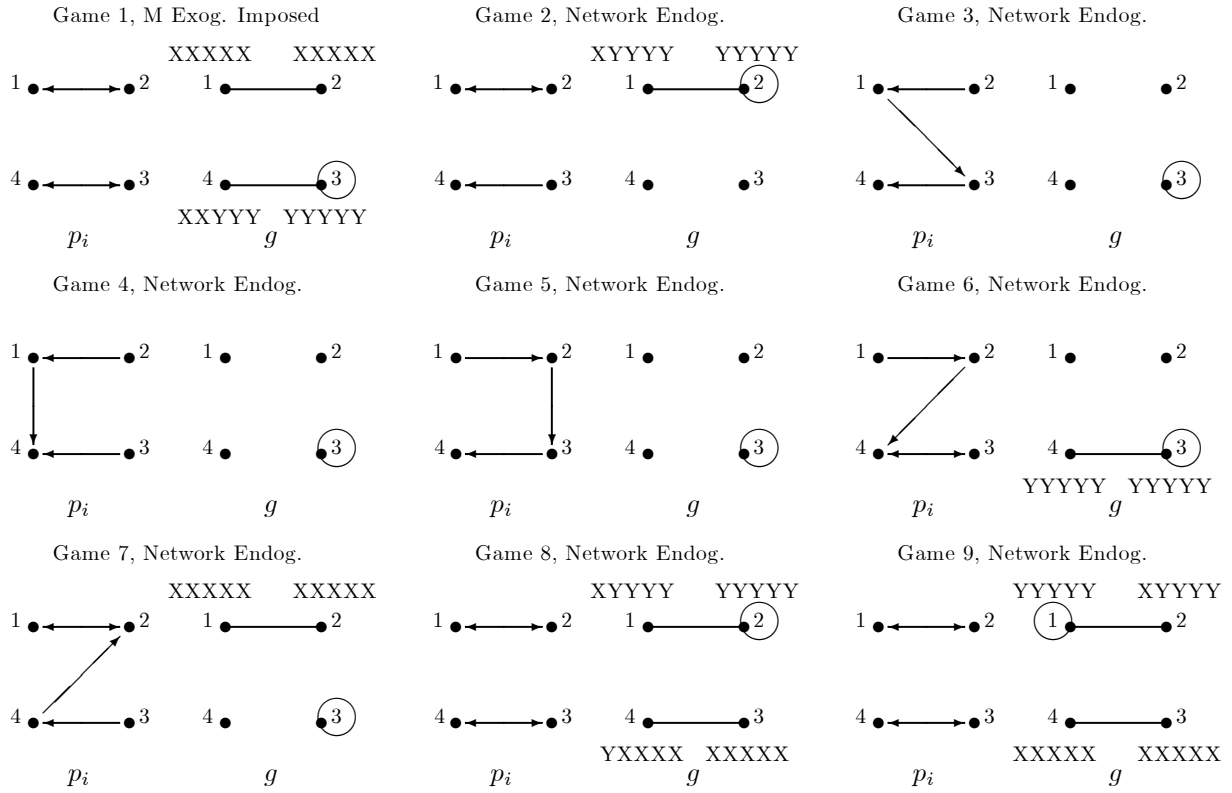 Game 1, M Exog. Imposed
XXXXX XXXXX
1 2 1 2
4 3 4 3
XXYYY YYYYY
p_i g
Game 2, Network Endog.
XYYYY YYYYY
1 2 1 2
4 3 4 3
p_i g
Game 3, Network Endog.
1 2 1 2
4 3 4 3
p_i g
Game 4, Network Endog.
1 2 1 2
4 3 4 3
p_i g
Game 5, Network Endog.
1 2 1 2
4 3 4 3
p_i g
Game 6, Network Endog.
1 2 1 2
4 3 4 3
YYYYY YYYYY
p_i g
Game 7, Network Endog.
XXXXX XXXXX
1 2 1 2
4 3 4 3
p_i g
Game 8, Network Endog.
XYYYY YYYYY
1 2 1 2
4 3 4 3
YXXXX XXXXX
p_i g
Game 9, Network Endog.
YYYYY XYYYY
1 2 1 2
4 3 4 3
XXXXX XXXXX
p_i g